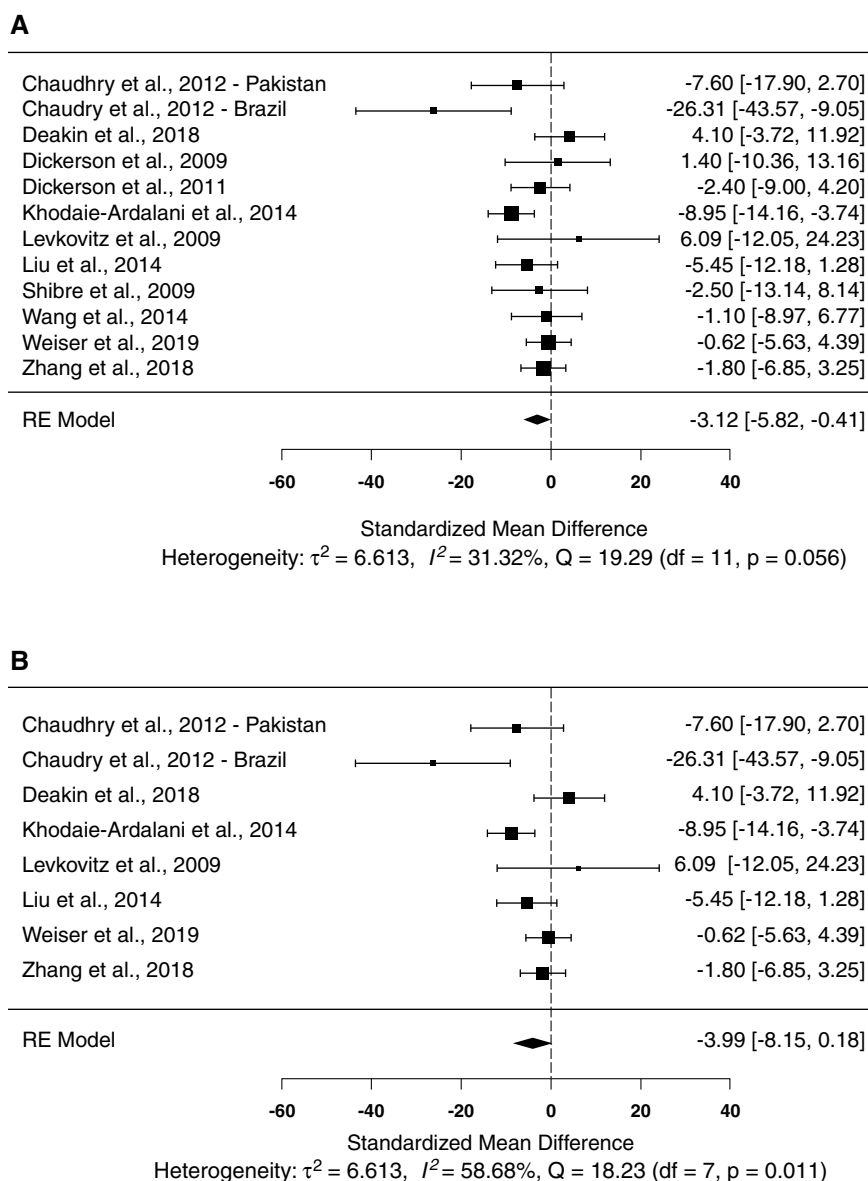 A
Chaudhry et al., 2012 - Pakistan -7.60 [-17.90, 2.70]
Chaudry et al., 2012 - Brazil -26.31 [-43.57, -9.05]
Deakin et al., 2018 4.10 [-3.72, 11.92]
Dickerson et al., 2009 1.40 [-10.36, 13.16]
Dickerson et al., 2011 -2.40 [-9.00, 4.20]
Khodaie-Ardalani et al., 2014 -8.95 [-14.16, -3.74]
Levkovitz et al., 2009 6.09 [-12.05, 24.23]
Liu et al., 2014 -5.45 [-12.18, 1.28]
Shibre et al., 2009 -2.50 [-13.14, 8.14]
Wang et al., 2014 -1.10 [-8.97, 6.77]
Weiser et al., 2019 -0.62 [-5.63, 4.39]
Zhang et al., 2018 -1.80 [-6.85, 3.25]
RE Model -3.12 [-5.82, -0.41]
-60 -40 -20 0 20 40
Standardized Mean Difference
Heterogeneity: τ² = 6.613, I² = 31.32%, Q = 19.29 (df = 11, p = 0.056)
B
Chaudhry et al., 2012 - Pakistan -7.60 [-17.90, 2.70]
Chaudry et al., 2012 - Brazil -26.31 [-43.57, -9.05]
Deakin et al., 2018 4.10 [-3.72, 11.92]
Khodaie-Ardalani et al., 2014 -8.95 [-14.16, -3.74]
Levkovitz et al., 2009 6.09 [-12.05, 24.23]
Liu et al., 2014 -5.45 [-12.18, 1.28]
Weiser et al., 2019 -0.62 [-5.63, 4.39]
Zhang et al., 2018 -1.80 [-6.85, 3.25]
RE Model -3.99 [-8.15, 0.18]
-60 -40 -20 0 20 40
Standardized Mean Difference
Heterogeneity: τ² = 6.613, I² = 58.68%, Q = 18.23 (df = 7, p = 0.011)